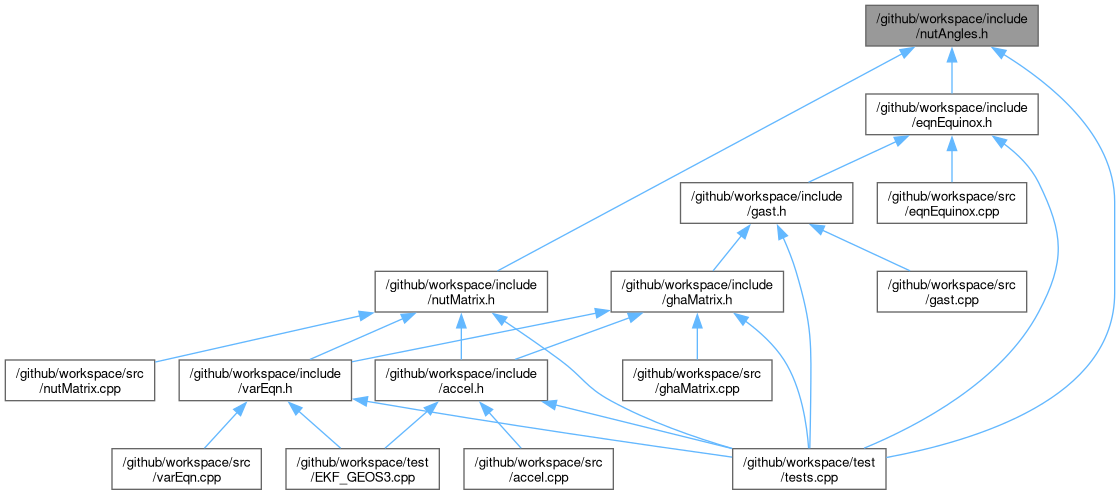 /github/workspace/include
/nutAngles.h
/github/workspace/include
/eqnEquinox.h
/github/workspace/include
/gast.h
/github/workspace/src
/eqnEquinox.cpp
/github/workspace/include
/nutMatrix.h
/github/workspace/include
/ghaMatrix.h
/github/workspace/src
/gast.cpp
/github/workspace/src
/nutMatrix.cpp
/github/workspace/include
/varEqn.h
/github/workspace/include
/accel.h
/github/workspace/src
/ghaMatrix.cpp
/github/workspace/src
/varEqn.cpp
/github/workspace/test
/EKF_GEOS3.cpp
/github/workspace/src
/accel.cpp
/github/workspace/test
/tests.cpp